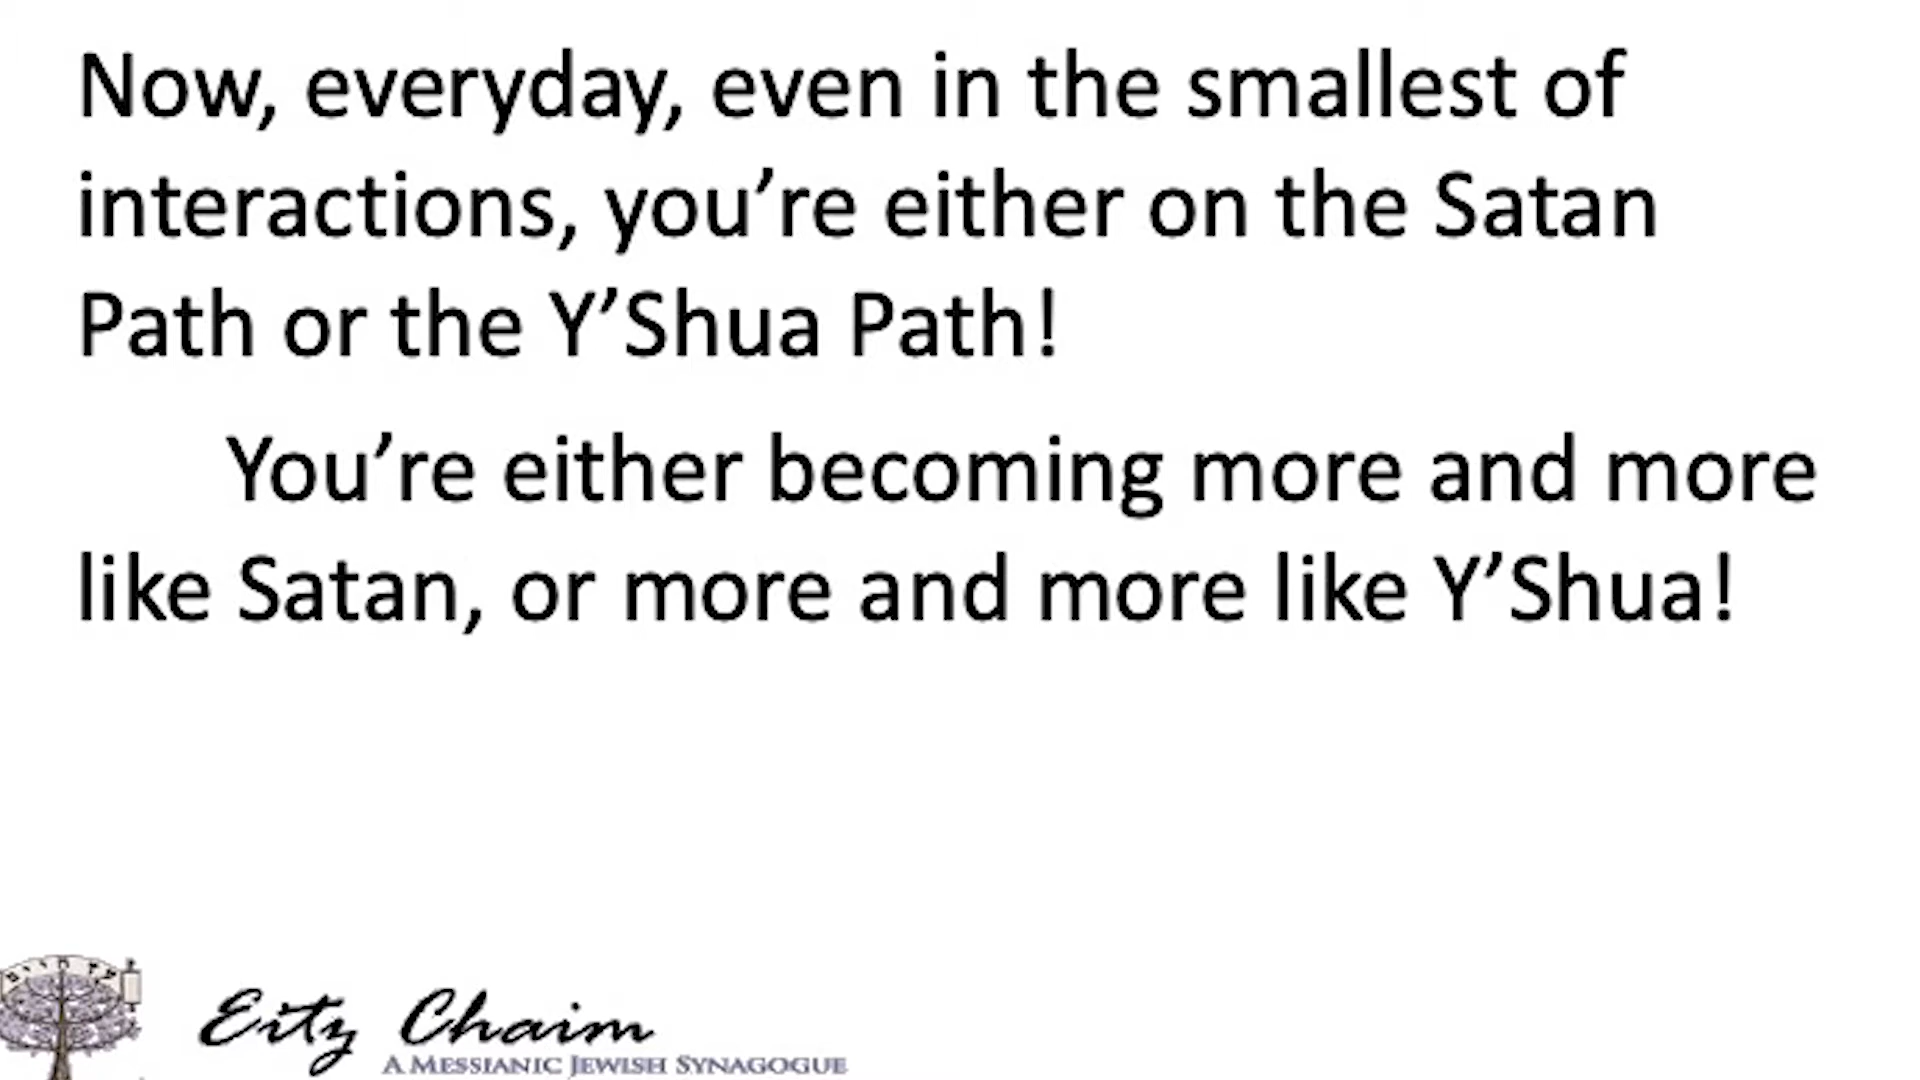 Now, everyday, even in the smallest of
interactions, you’re either on the Satan
Path or the Y’Shua Path!
You’re either becoming more and more
like Satan, or more and more like Y’Shua!
Eitz Chaim
A MESSIANIC JEWISH SYNAGOGUE